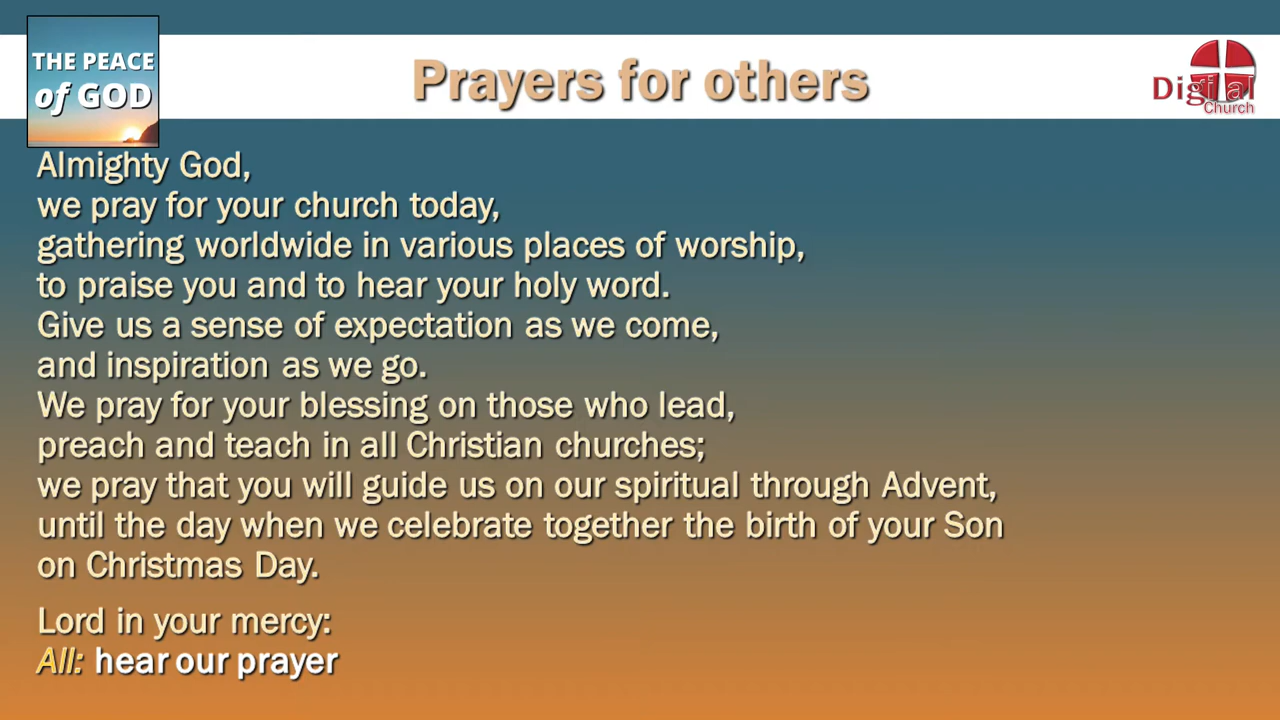 THE PEACE
of GOD
Prayers for others
Digital
Church
Almighty God,
we pray for your church today,
gathering worldwide in various places of worship,
to praise you and to hear your holy word.
Give us a sense of expectation as we come,
and inspiration as we go.
We pray for your blessing on those who lead,
preach and teach in all Christian churches;
we pray that you will guide us on our spiritual through Advent,
until the day when we celebrate together the birth of your Son
on Christmas Day.
Lord in your mercy:
All: hear our prayer